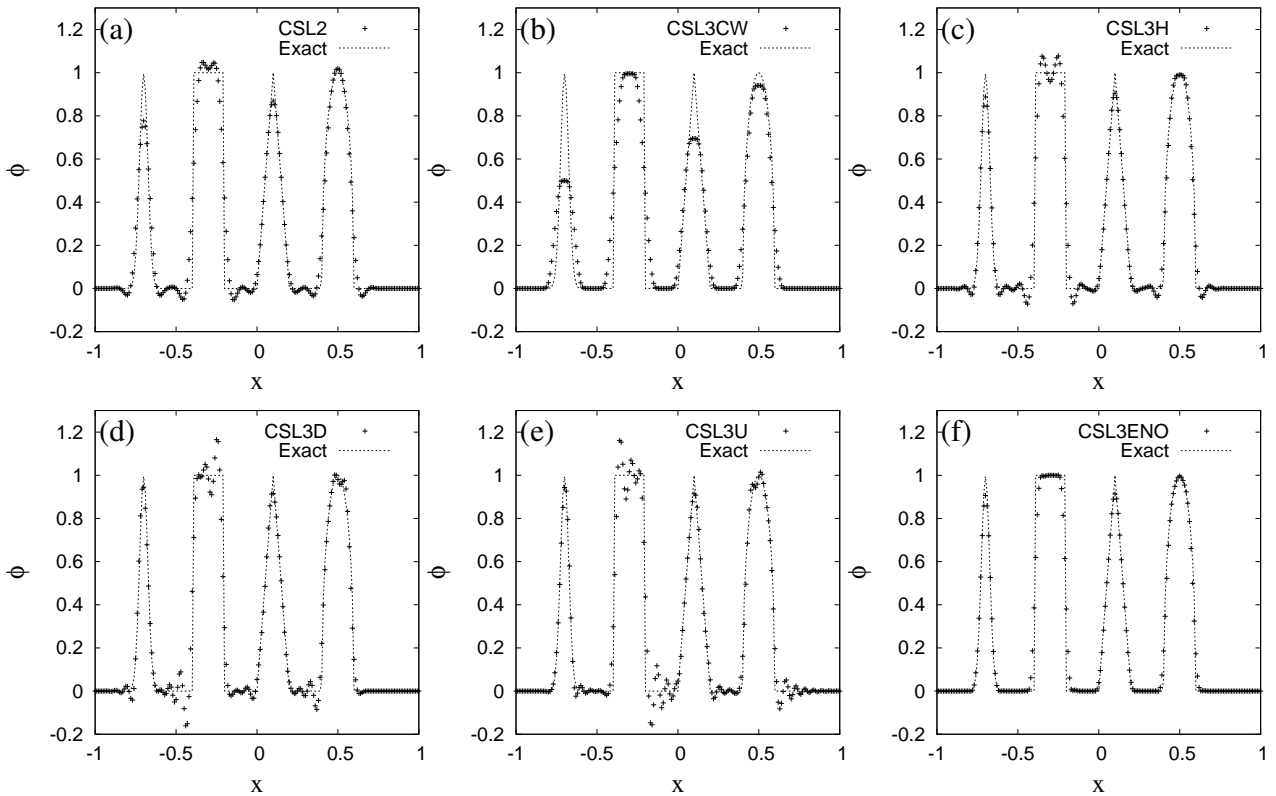 (a)
CSL2
Exact
1.2
1
0.8
0.6
0.4
0.2
0
-0.2
ϕ
-1
-0.5
0
0.5
1
x
(b)
CSL3CW
Exact
1.2
1
0.8
0.6
0.4
0.2
0
-0.2
ϕ
-1
-0.5
0
0.5
1
x
(c)
CSL3H
Exact
1.2
1
0.8
0.6
0.4
0.2
0
-0.2
ϕ
-1
-0.5
0
0.5
1
x
(d)
CSL3D
Exact
1.2
1
0.8
0.6
0.4
0.2
0
-0.2
ϕ
-1
-0.5
0
0.5
1
x
(e)
CSL3U
Exact
1.2
1
0.8
0.6
0.4
0.2
0
-0.2
ϕ
-1
-0.5
0
0.5
1
x
(f)
CSL3ENO
Exact
1.2
1
0.8
0.6
0.4
0.2
0
-0.2
ϕ
-1
-0.5
0
0.5
1
x